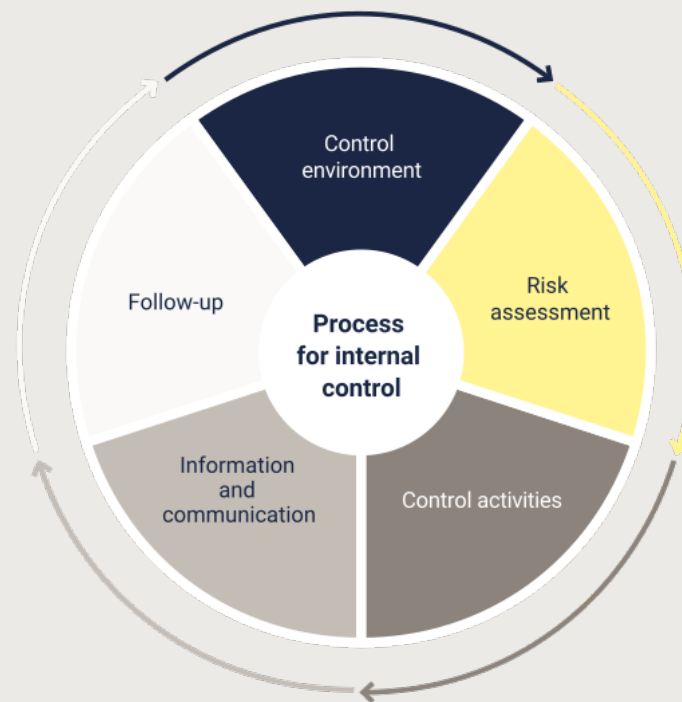 Control
environment
Risk
assessment
Control activities
Information
and
communication
Follow-up
Process
for internal
control